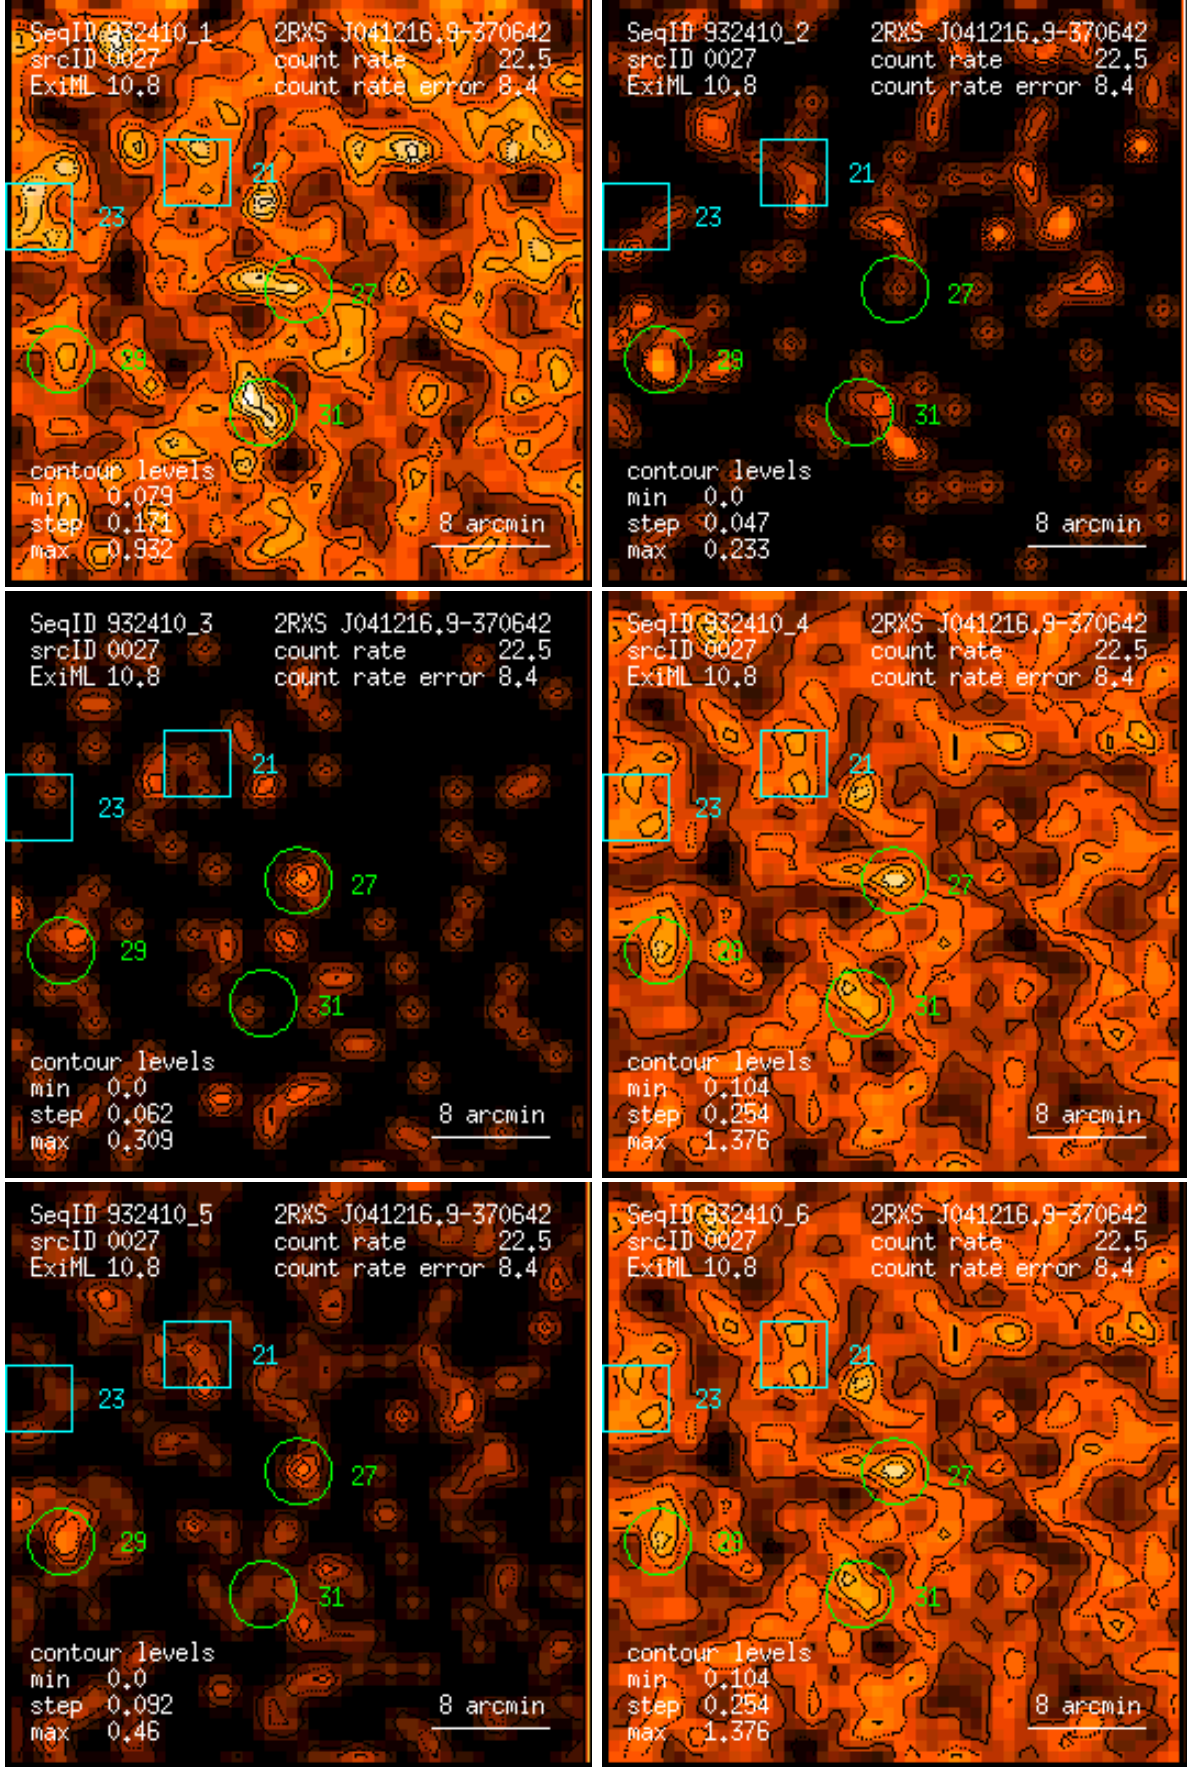 SeqID 932410_1 2RXS J041216.9-370642
srcID 0027 count rate 22.5
ExiML 10.8 count rate error 8.4
21
23
27
29
31
contour levels
min 0.079
step 0.171
max 0.932
8 arcmin
SeqID 932410_2 2RXS J041216.9-370642
srcID 0027 count rate 22.5
ExiML 10.8 count rate error 8.4
21
23
27
29
31
contour levels
min 0.0
step 0.047
max 0.233
8 arcmin
SeqID 932410_3 2RXS J041216.9-370642
srcID 0027 count rate 22.5
ExiML 10.8 count rate error 8.4
21
23
27
29
31
contour levels
min 0.0
step 0.062
max 0.309
8 arcmin
SeqID 932410_4 2RXS J041216.9-370642
srcID 0027 count rate 22.5
ExiML 10.8 count rate error 8.4
21
23
27
29
31
contour levels
min 0.104
step 0.254
max 1.376
8 arcmin
SeqID 932410_5 2RXS J041216.9-370642
srcID 0027 count rate 22.5
ExiML 10.8 count rate error 8.4
21
23
27
29
31
contour levels
min 0.0
step 0.092
max 0.46
8 arcmin
SeqID 932410_6 2RXS J041216.9-370642
srcID 0027 count rate 22.5
ExiML 10.8 count rate error 8.4
21
23
27
29
31
contour levels
min 0.104
step 0.254
max 1.376
8 arcmin